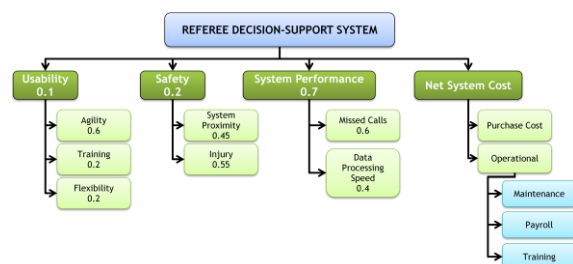 REFEREE DECISION-SUPPORT SYSTEM
Usability
0.1
Safety
0.2
System Performance
0.7
Net System Cost
Agility
0.6
Training
0.2
Flexibility
0.2
System
Proximity
0.45
Injury
0.55
Missed Calls
0.6
Data
Processing
Speed
0.4
Purchase Cost
Operational
Maintenance
Payroll
Training